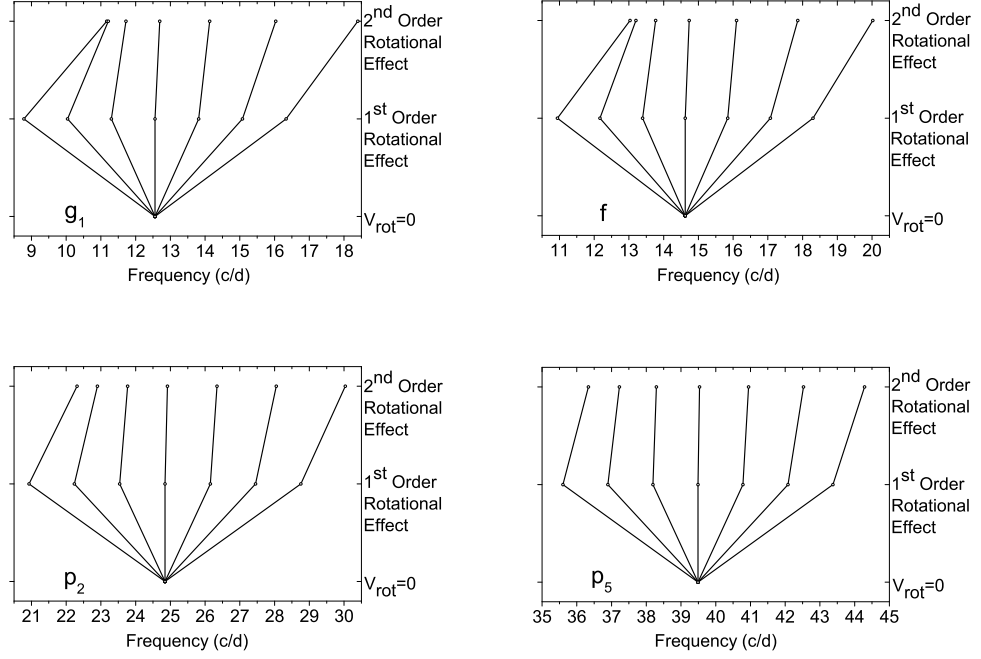 2nd Order
Rotational
Effect
1st Order
Rotational
Effect
Vrot=0
g1
9 10 11 12 13 14 15 16 17 18
Frequency (c/d)
2nd Order
Rotational
Effect
1st Order
Rotational
Effect
Vrot=0
f
11 12 13 14 15 16 17 18 19 20
Frequency (c/d)
2nd Order
Rotational
Effect
1st Order
Rotational
Effect
Vrot=0
p2
21 22 23 24 25 26 27 28 29 30
Frequency (c/d)
2nd Order
Rotational
Effect
1st Order
Rotational
Effect
Vrot=0
p5
35 36 37 38 39 40 41 42 43 44 45
Frequency (c/d)